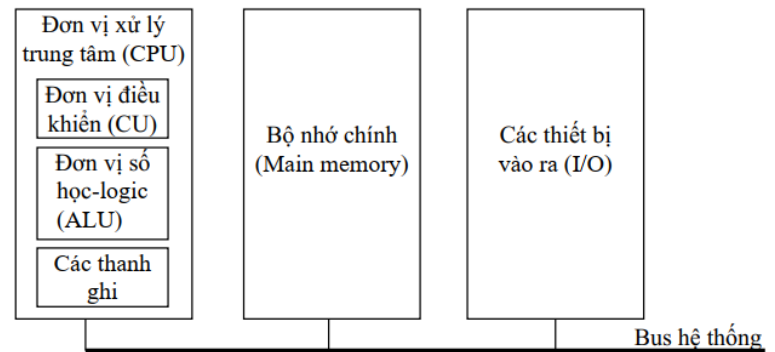 Đơn vị xử lý
trung tâm (CPU)
Đơn vị điều
khiển (CU)
Đơn vị số
học-logic
(ALU)
Các thanh
ghi
Bộ nhớ chính
(Main memory)
Các thiết bị
vào ra (I/O)
Bus hệ thống